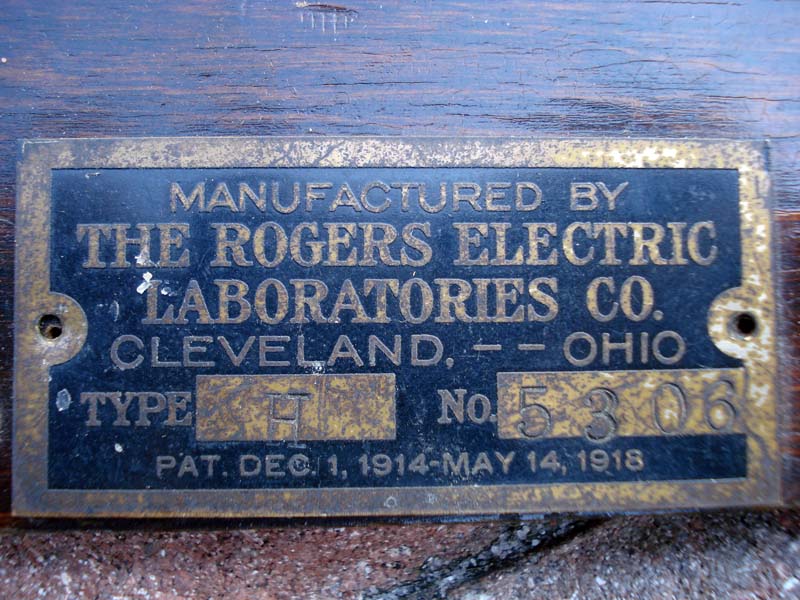 MANUFACTURED BY
THE ROGERS ELECTRIC
LABORATORIES CO.
CLEVELAND, -- OHIO
TYPE H No. 5306
PAT. DEC. 1, 1914-MAY 14, 1918